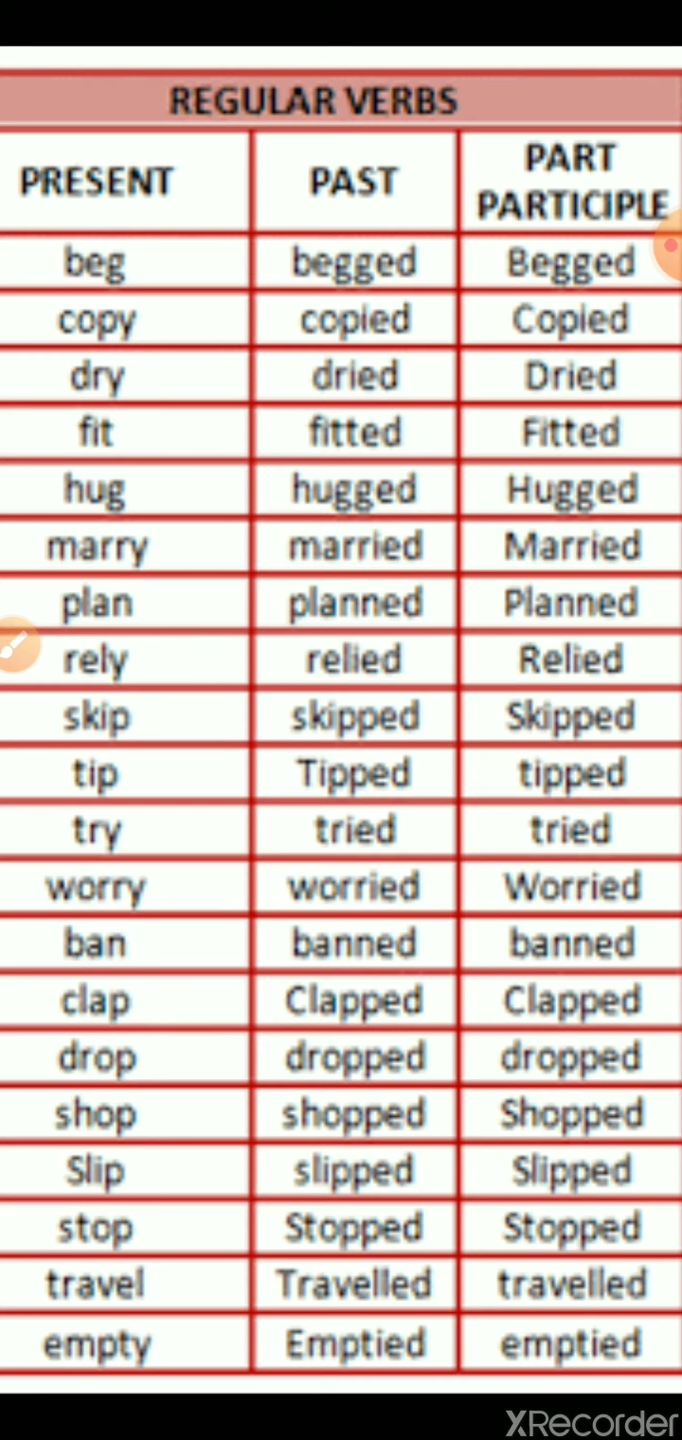 REGULAR VERBS
PRESENT PAST PART PARTICIPLE
beg begged Begged
copy copied Copied
dry dried Dried
fit fitted Fitted
hug hugged Hugged
marry married Married
plan planned Planned
rely relied Relied
skip skipped Skipped
tip Tipped tipped
try tried tried
worry worried Worried
ban banned banned
clap Clapped Clapped
drop dropped dropped
shop shopped Shopped
Slip slipped Slipped
stop Stopped Stopped
travel Travelled travelled
empty Emptied emptied
XRecorder